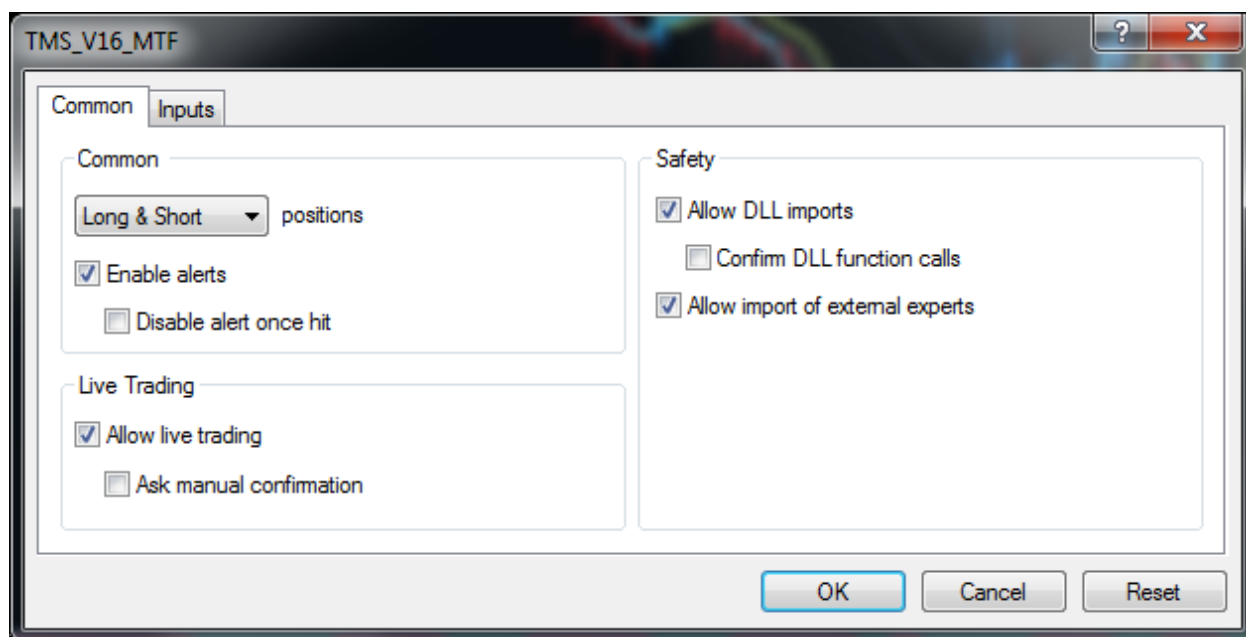 TMS_V16_MTF
?
X
Common
Inputs
Common
Long & Short
positions
Enable alerts
Disable alert once hit
Live Trading
Allow live trading
Ask manual confirmation
Safety
Allow DLL imports
Confirm DLL function calls
Allow import of external experts
OK
Cancel
Reset